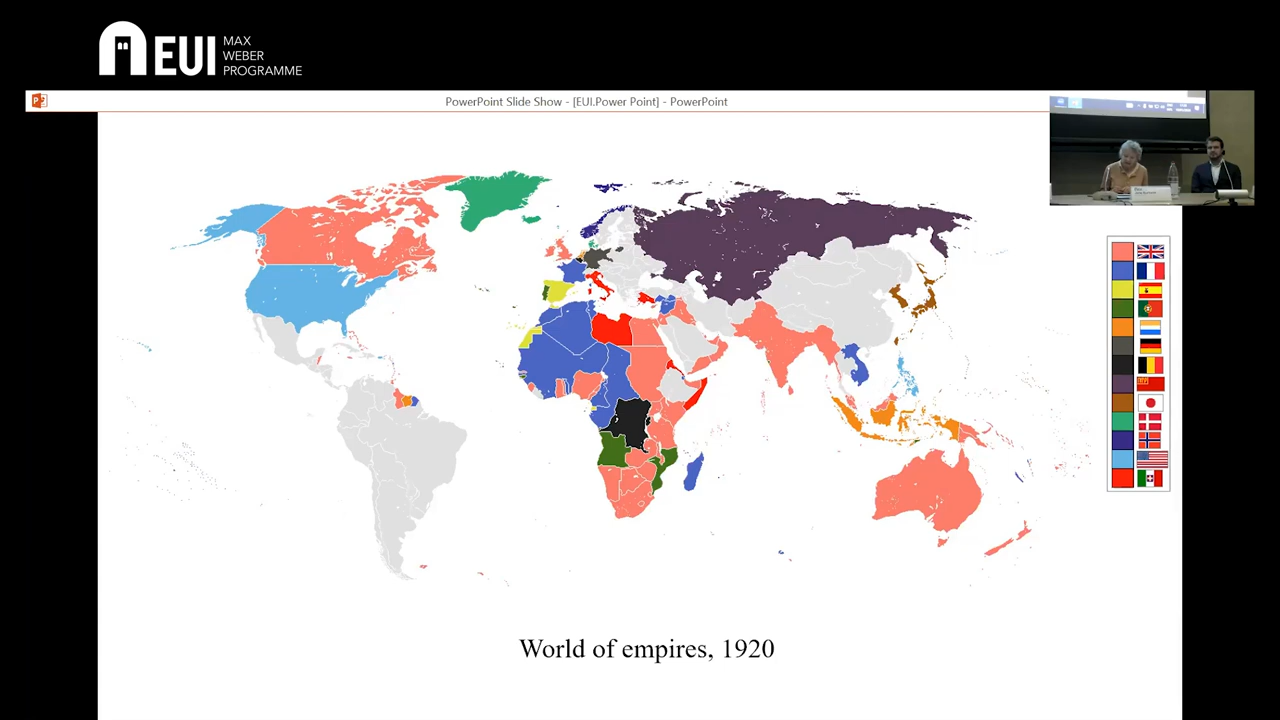 EUI
MAX
WEBER
PROGRAMME
PowerPoint Slide Show - [EUI.Power Point] - PowerPoint
World of empires, 1920